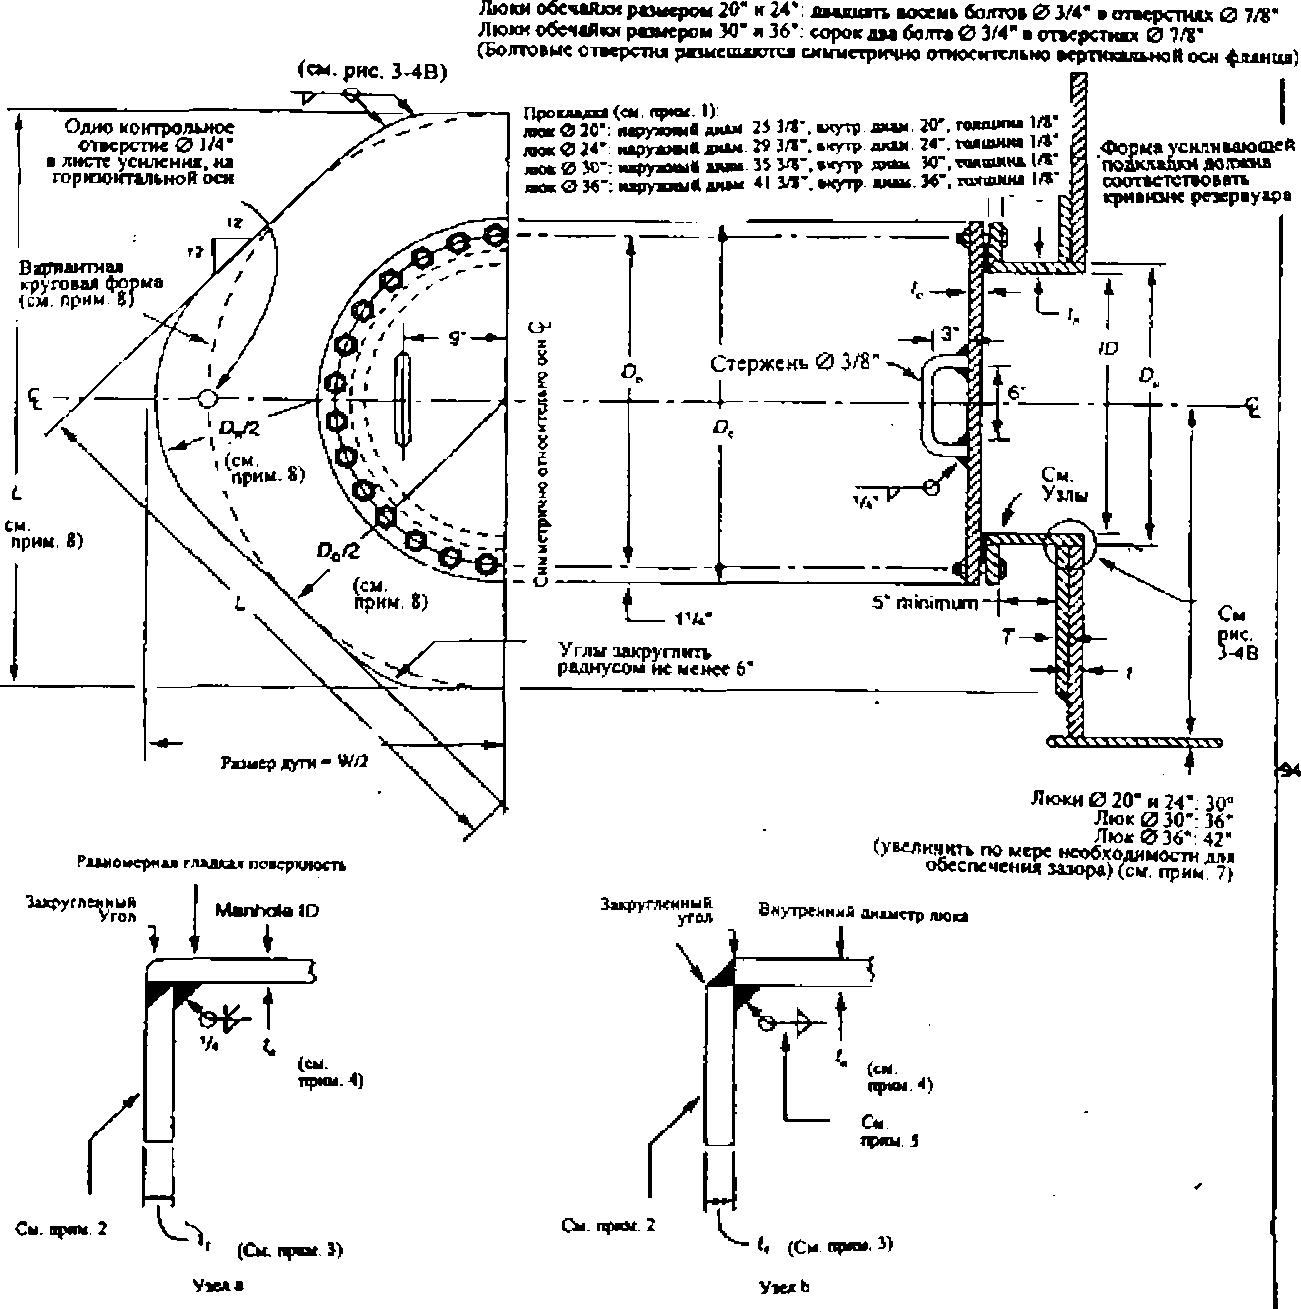 Люки обечайки размером 20" и 24": двадцать восемь болтов ∅ 3/4" в отверстиях ∅ 7/8"
Люки обечайки размером 30" и 36": сорок два болта ∅ 3/4" в отверстиях ∅ 7/8"
(Болтовые отверстия размещаются симметрично относительно вертикальной оси фланца)
(см. рис. 3-4В)
Одно контрольное
отверстие ∅ 1/4"
в листе усиления, на
горизонтальной оси
Прокладка (см. прим. 1):
люк ∅ 20": наружный диам. 25 3/8", внутр. диам. 20", толщина 1/8"
люк ∅ 24": наружный диам. 29 3/8", внутр. диам. 24", толщина 1/8"
люк ∅ 30": наружный диам. 35 3/8", внутр. диам. 30", толщина 1/8"
люк ∅ 36": наружный диам. 41 3/8", внутр. диам. 36", толщина 1/8"
Форма усиливающей
подкладки должна
соответствовать
кривизне резервуара
12
12
Вариантная
круговая форма
(см. прим. 8)
9"
Симметрично относительно оси ℄
Стержень ∅ 3/8"
3"
6"
ID
℄
℄
D
D
D
t
t
D /2
(см.
прим. 8)
L
см.
прим. 8)
D /2
(см.
прим. 8)
L
1/4"
См.
Узлы
5" minimum
1 1/4"
T
t
См
рис.
3-4В
Углы закруглить
радиусом не менее 6"
Размер дуги = W/2
94
Люки ∅ 20" и 24": 30"
Люк ∅ 30": 36"
Люк ∅ 36": 42"
(увеличить по мере необходимости для
обеспечения зазора) (см. прим. 7)
Равномерная гладкая поверхность
Закругленный
Угол
Manhole ID
1/4
t
(см.
прим. 4)
См. прим. 2
(См. прим. 3)
Узел a
Закругленный
угол
Внутренний диаметр люка
t
(см.
прим. 4)
См.
прим. 5
См. прим. 2
t (См. прим. 3)
Узел b